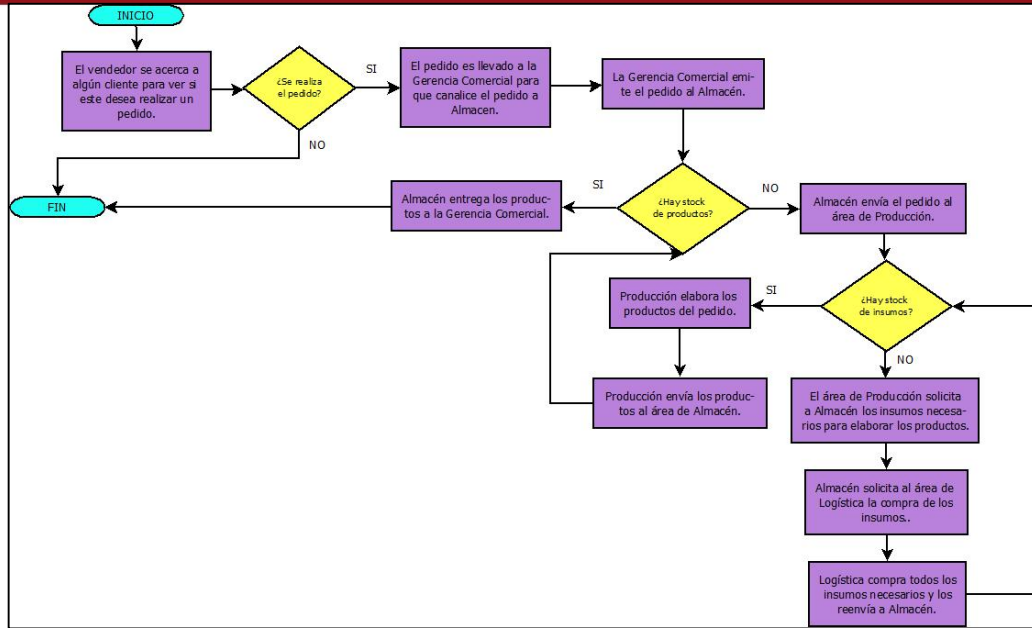 INICIO
El vendedor se acerca a
algún cliente para ver si
este desea realizar un
pedido.
¿Se realiza
el pedido?
SI
NO
El pedido es llevado a la
Gerencia Comercial para
que canalice el pedido a
Almacen.
La Gerencia Comercial emi-
te el pedido al Almacén.
FIN
Almacén entrega los produc-
tos a la Gerencia Comercial.
SI
¿Hay stock
de productos?
NO
Almacén envía el pedido al
área de Producción.
Producción elabora los
productos del pedido.
SI
¿Hay stock
de insumos?
NO
Producción envía los produc-
tos al área de Almacén.
El área de Producción solicita
a Almacén los insumos necesa-
rios para elaborar los productos.
Almacén solicita al área de
Logística la compra de los
insumos..
Logística compra todos los
insumos necesarios y los
reenvía a Almacén.